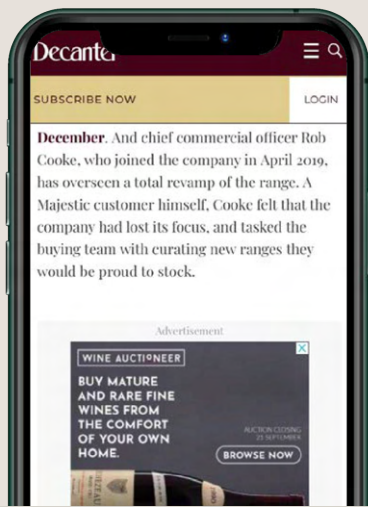 Decanter
SUBSCRIBE NOW
LOGIN
December. And chief commercial officer Rob
Cooke, who joined the company in April 2019,
has overseen a total revamp of the range. A
Majestic customer himself, Cooke felt that the
company had lost its focus, and tasked the
buying team with curating new ranges they
would be proud to stock.
Advertisement
WINE AUCTIONEER
BUY MATURE
AND RARE FINE
WINES FROM
THE COMFORT
OF YOUR OWN
HOME.
AUCTION CLOSING
25 SEPTEMBER
BROWSE NOW